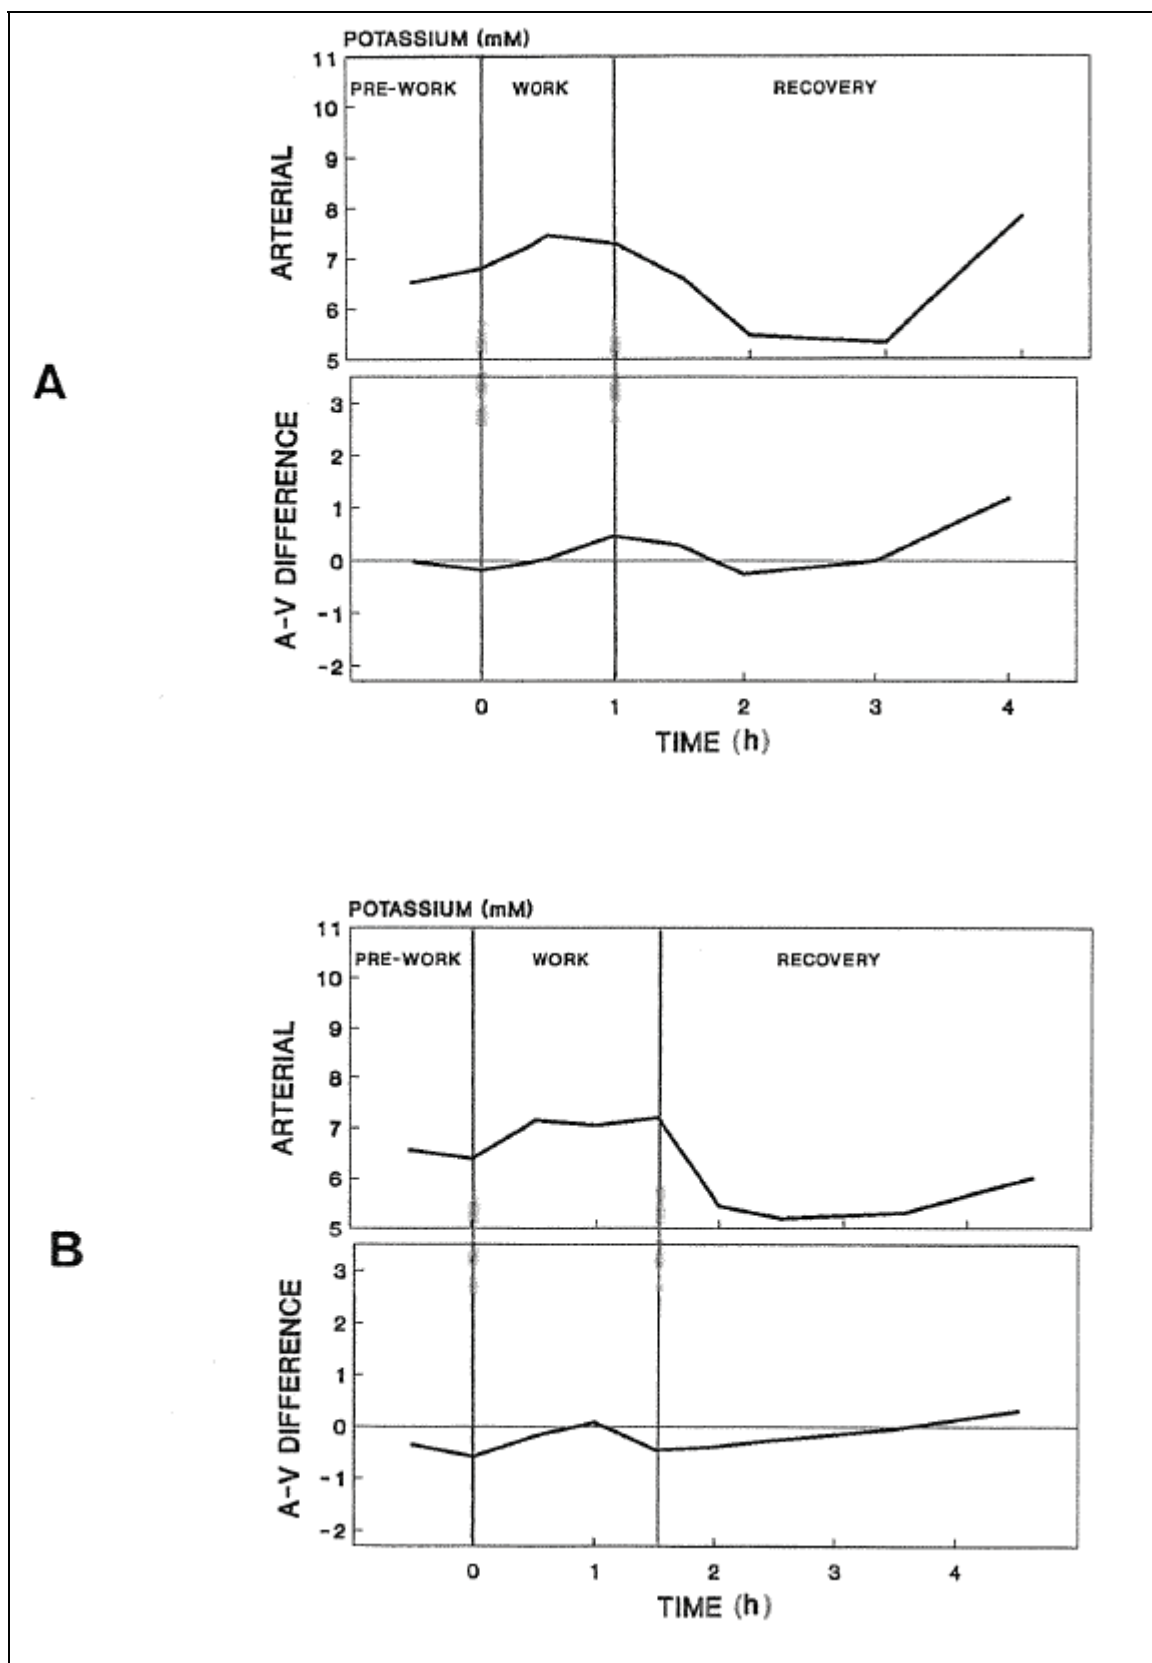 POTASSIUM (mM)
11
PRE-WORK WORK RECOVERY
10
9
8
7
6
5
ARTERIAL
A
3
2
1
0
-1
-2
A-V DIFFERENCE
0 1 2 3 4
TIME (h)
POTASSIUM (mM)
11
PRE-WORK WORK RECOVERY
10
9
8
7
6
5
ARTERIAL
B
3
2
1
0
-1
-2
A-V DIFFERENCE
0 1 2 3 4
TIME (h)